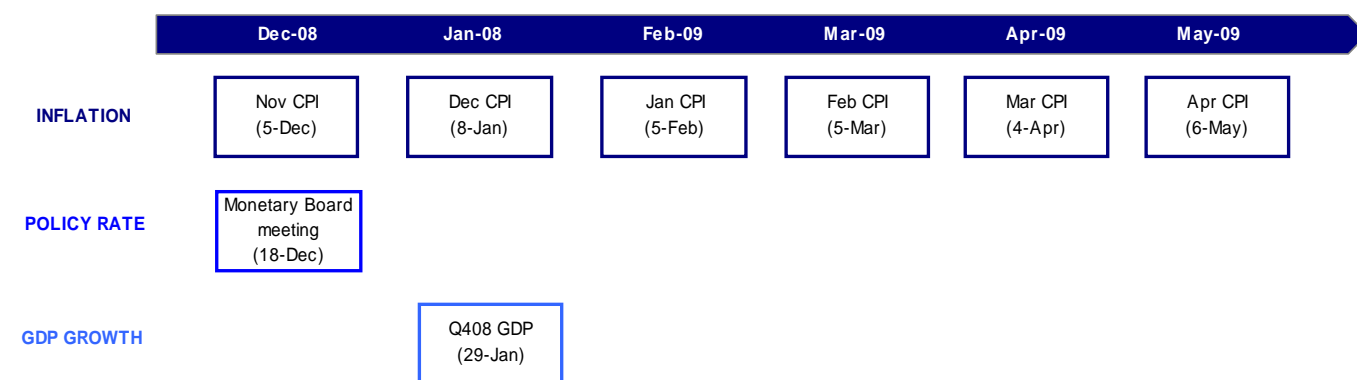 Dec-08 Jan-08 Feb-09 Mar-09 Apr-09 May-09
INFLATION
Nov CPI
(5-Dec)
Dec CPI
(8-Jan)
Jan CPI
(5-Feb)
Feb CPI
(5-Mar)
Mar CPI
(4-Apr)
Apr CPI
(6-May)
POLICY RATE
Monetary Board
meeting
(18-Dec)
GDP GROWTH
Q408 GDP
(29-Jan)